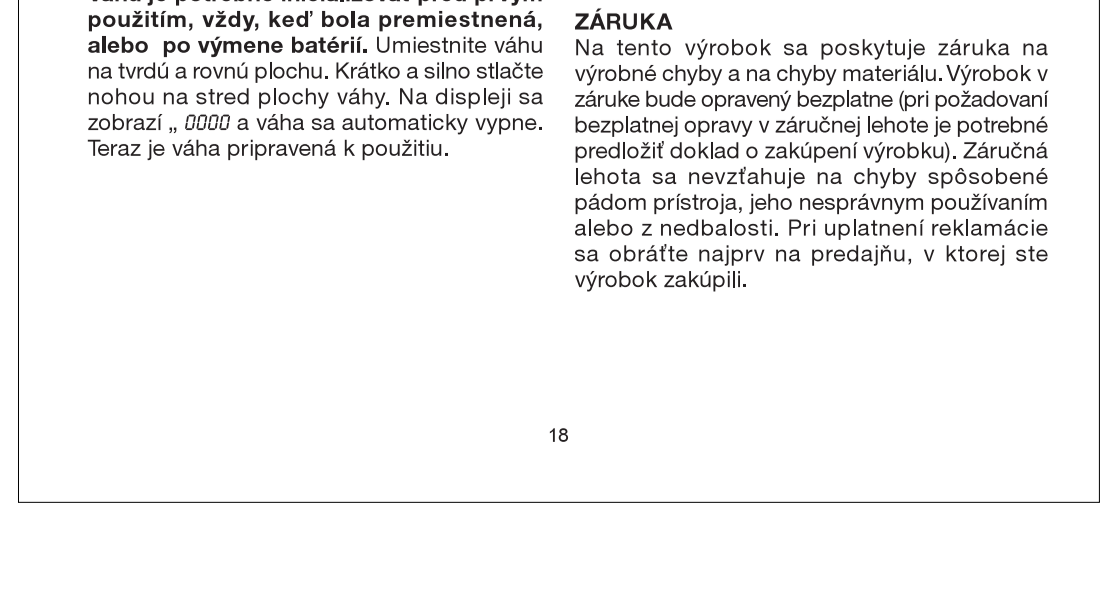 použitím, vždy, keď bola premiestnená,
alebo  po výmene batérií. Umiestnite váhu
na tvrdú a rovnú plochu. Krátko a silno stlačte
nohou na stred plochy váhy. Na displeji sa
zobrazí „ 0000 a váha sa automaticky vypne.
Teraz je váha pripravená k použitiu.
ZÁRUKA
Na tento výrobok sa poskytuje záruka na
výrobné chyby a na chyby materiálu. Výrobok v
záruke bude opravený bezplatne (pri požadovaní
bezplatnej opravy v záručnej lehote je potrebné
predložiť doklad o zakúpení výrobku). Záručná
lehota sa nevzťahuje na chyby spôsobené
pádom prístroja, jeho nesprávnym používaním
alebo z nedbalosti. Pri uplatnení reklamácie
sa obráťte najprv na predajňu, v ktorej ste
výrobok zakúpili.
18